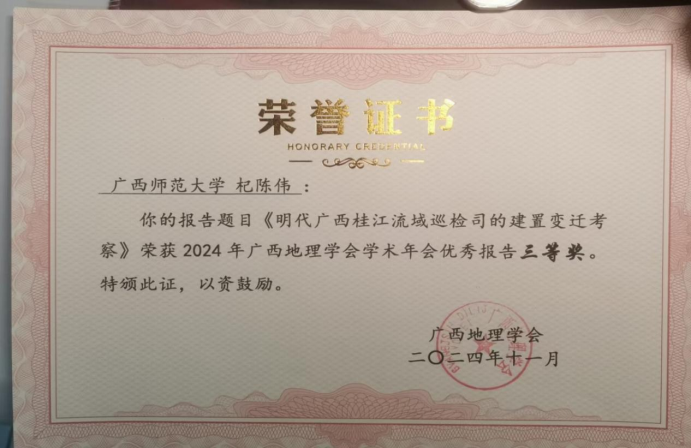 荣誉证书
HONORARY CREDENTIAL
广西师范大学 杞陈伟：
你的报告题目《明代广西桂江流域巡检司的建置变迁考
察》荣获2024年广西地理学会学术年会优秀报告三等奖。
特颁此证，以资鼓励。
广西地理学会
二〇二四年十一月